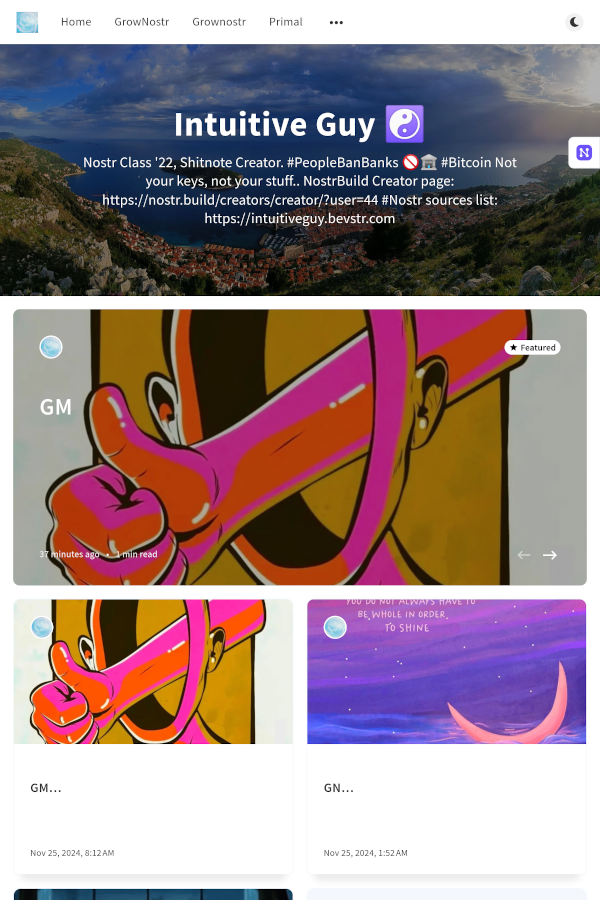 Home GrowNostr Grownostr Primal •••
Intuitive Guy ☯️
Nostr Class '22, Shitnote Creator. #PeopleBanBanks 🚫🏦 #Bitcoin Not
your keys, not your stuff.. NostrBuild Creator page:
https://nostr.build/creators/creator/?user=44 #Nostr sources list:
https://intuitiveguy.bevstr.com
N
★ Featured
GM
37 minutes ago • 1 min read
YOU DO NOT ALWAYS HAVE TO
BE WHOLE IN ORDER,
TO SHINE
GM...
GN...
Nov 25, 2024, 8:12 AM
Nov 25, 2024, 1:52 AM